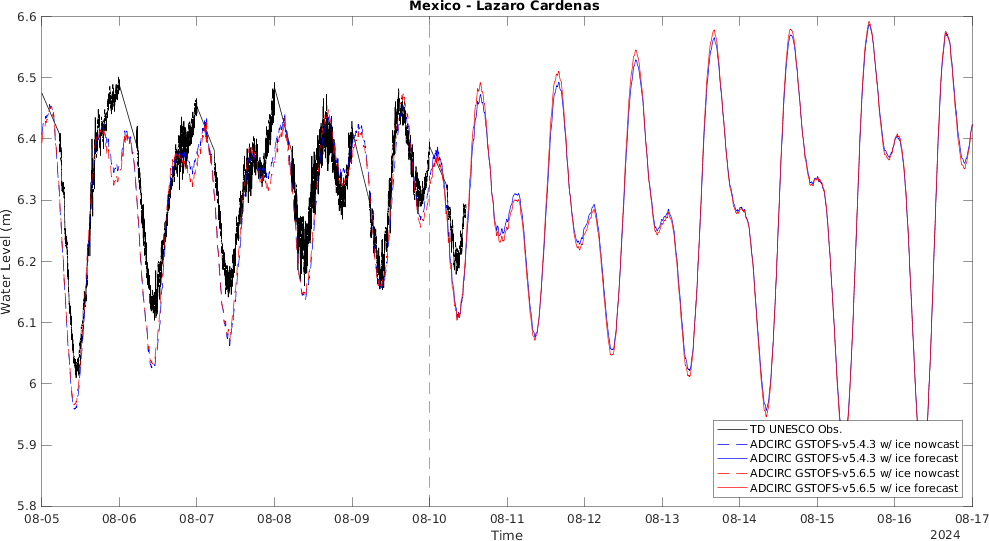 Mexico - Lazaro Cardenas
6.6
6.5
6.4
6.3
6.2
6.1
6
5.9
5.8
Water Level (m)
08-05 08-06 08-07 08-08 08-09 08-10 08-11 08-12 08-13 08-14 08-15 08-16 08-17
Time
2024
TD UNESCO Obs.
ADCIRC GSTOFS-v5.4.3 w/ ice nowcast
ADCIRC GSTOFS-v5.4.3 w/ ice forecast
ADCIRC GSTOFS-v5.6.5 w/ ice nowcast
ADCIRC GSTOFS-v5.6.5 w/ ice forecast